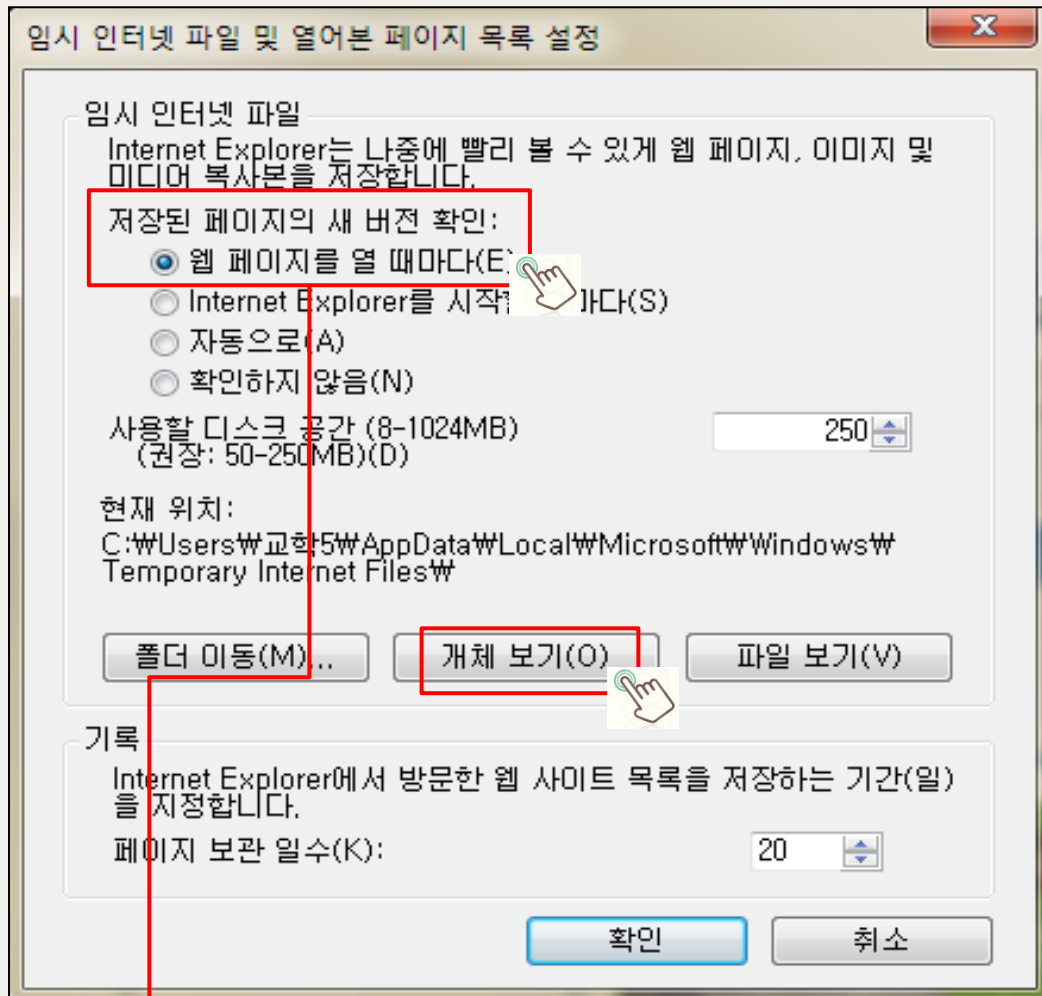 임시 인터넷 파일 및 열어본 페이지 목록 설정
임시 인터넷 파일
Internet Explorer는 나중에 빨리 볼 수 있게 웹 페이지, 이미지 및
미디어 복사본을 저장합니다.
저장된 페이지의 새 버전 확인:
웹 페이지를 열 때마다(E)
Internet Explorer를 시작할 마다(S)
자동으로(A)
확인하지 않음(N)
사용할 디스크 공간 (8-1024MB)
250
(권장: 50-250MB)(D)
현재 위치:
C:₩Users₩교학5₩AppData₩Local₩Microsoft₩Windows₩
Temporary Internet Files₩
폴더 이동(M)... 개체 보기(O) 파일 보기(V)
기록
Internet Explorer에서 방문한 웹 사이트 목록을 저장하는 기간(일)
을 지정합니다.
페이지 보관 일수(K): 20
확인 취소